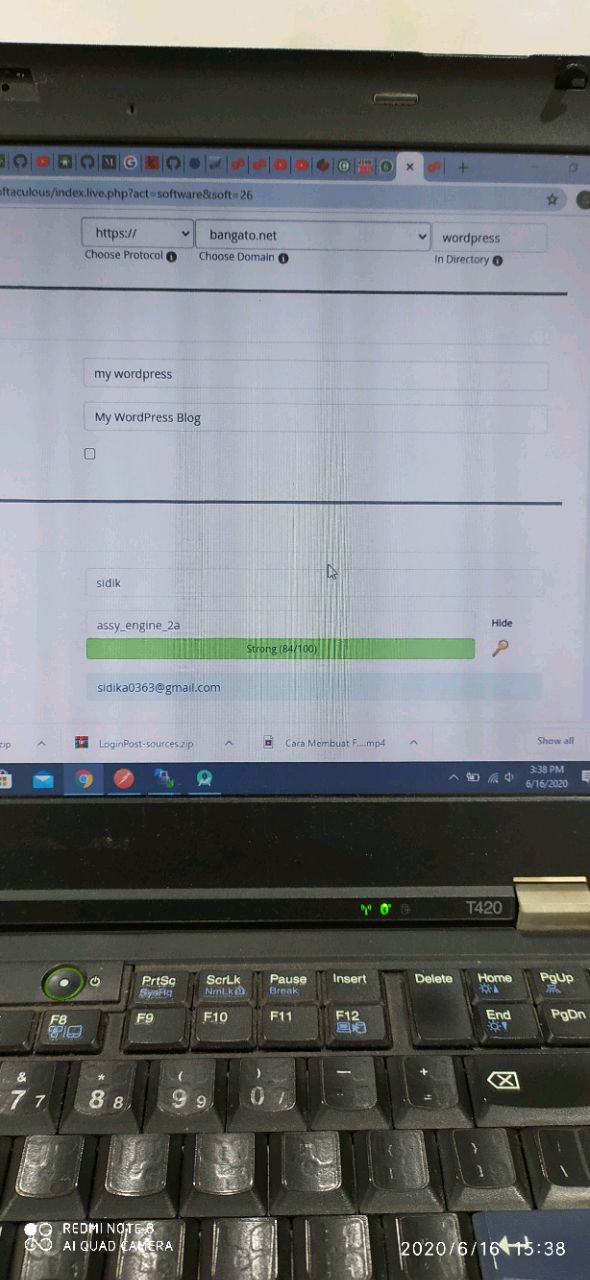 oftaculous/index.live.php?act=software&soft=26
https://
bangato.net
wordpress
Choose Protocol
Choose Domain
In Directory
my wordpress
My WordPress Blog
sidik
assy_engine_2a
Hide
Strong (84/100)
sidika0363@gmail.com
zip
LoginPost-sources.zip
Cara Membuat F....mp4
Show all
3:38 PM
6/16/2020
T420
PrtSc
SysRq
ScrLk
NmLk
Pause
Break
Insert
Delete
Home
PgUp
F8
F9
F10
F11
F12
End
PgDn
& 7 7
* 8 8
( 9 9
) 0 /
+ =
REDMI NOTE 8
AI QUAD CAMERA
2020/6/16 15:38